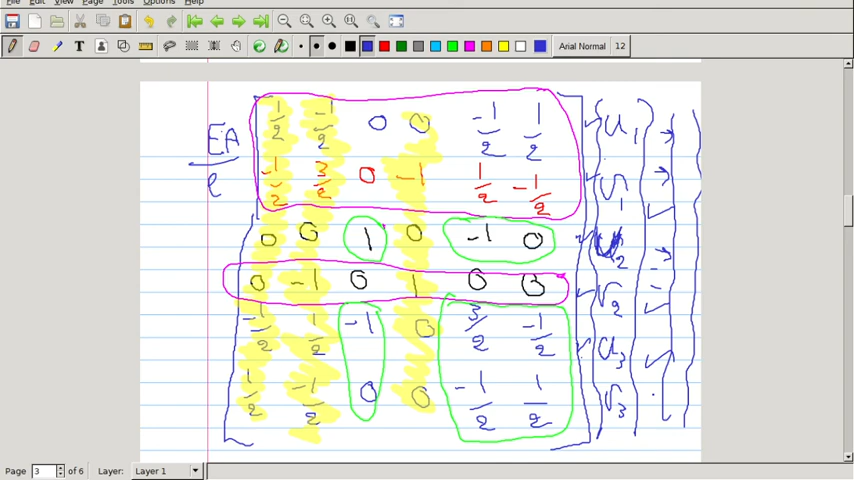 File Edit View Page Tools Options Help
Arial Normal 12
EA/l
1/2 -1/2 0 0 -1/2 1/2 u1
-1/2 3/2 0 -1 1/2 -1/2 v1
0 0 1 0 -1 0 u2
0 -1 0 1 0 0 v2
-1/2 1/2 -1 0 3/2 -1/2 u3
1/2 -1/2 0 0 -1/2 1/2 v3
Page 3 of 6 Layer: Layer 1